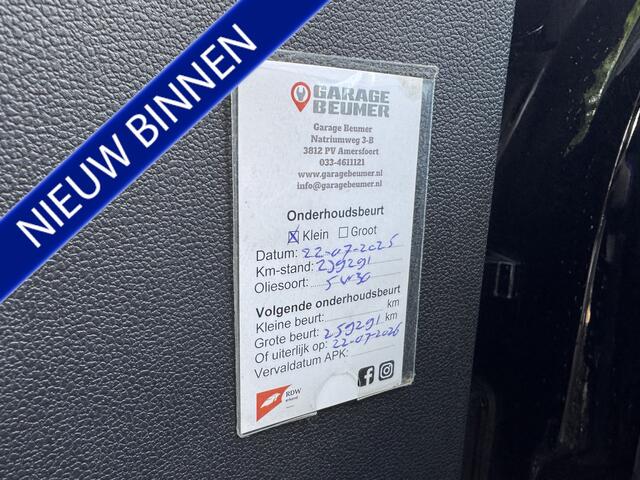 NIEUW BINNEN
GARAGE
BEUMER
Garage Beumer
Natriumweg 3-B
3812 PV Amersfoort
033-4611121
www.garagebeumer.nl
info@garagebeumer.nl
Onderhoudsbeurt
Klein Groot
Datum: 22-07-2025
Km-stand: 239291
Oliesoort: 5W30
Volgende onderhoudsbeurt
Kleine beurt: km
Grote beurt: 259291 km
Of uiterlijk op: 22-07-2026
Vervaldatum APK:
RDW